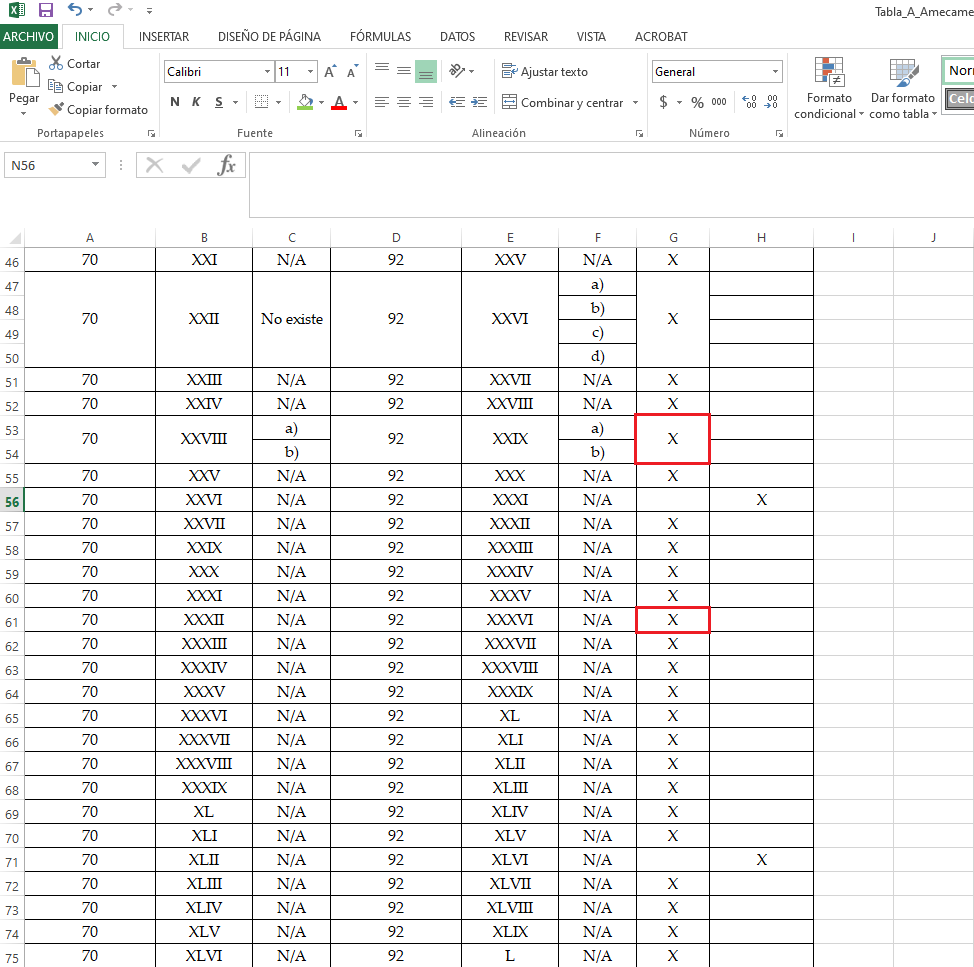 Tabla_A_Amecame
ARCHIVO INICIO INSERTAR DISEÑO DE PÁGINA FÓRMULAS DATOS REVISAR VISTA ACROBAT
Pegar
Cortar
Copiar
Copiar formato
Portapapeles
Calibri 11
N K S
Fuente
Ajustar texto
Combinar y centrar
Alineación
General
$ % 000
Número
Formato condicional
Dar formato como tabla
Nor
Celd
N56
fx
A B C D E F G H I J
46 70 XXI N/A 92 XXV N/A X
47 a)
48 70 XXII No existe 92 XXVI b) X
49 c)
50 d)
51 70 XXIII N/A 92 XXVII N/A X
52 70 XXIV N/A 92 XXVIII N/A X
53 70 XXVIII a) 92 XXIX a) X
54 b) b)
55 70 XXV N/A 92 XXX N/A X
56 70 XXVI N/A 92 XXXI N/A X
57 70 XXVII N/A 92 XXXII N/A X
58 70 XXIX N/A 92 XXXIII N/A X
59 70 XXX N/A 92 XXXIV N/A X
60 70 XXXI N/A 92 XXXV N/A X
61 70 XXXII N/A 92 XXXVI N/A X
62 70 XXXIII N/A 92 XXXVII N/A X
63 70 XXXIV N/A 92 XXXVIII N/A X
64 70 XXXV N/A 92 XXXIX N/A X
65 70 XXXVI N/A 92 XL N/A X
66 70 XXXVII N/A 92 XLI N/A X
67 70 XXXVIII N/A 92 XLII N/A X
68 70 XXXIX N/A 92 XLIII N/A X
69 70 XL N/A 92 XLIV N/A X
70 70 XLI N/A 92 XLV N/A X
71 70 XLII N/A 92 XLVI N/A X
72 70 XLIII N/A 92 XLVII N/A X
73 70 XLIV N/A 92 XLVIII N/A X
74 70 XLV N/A 92 XLIX N/A X
75 70 XLVI N/A 92 L N/A X